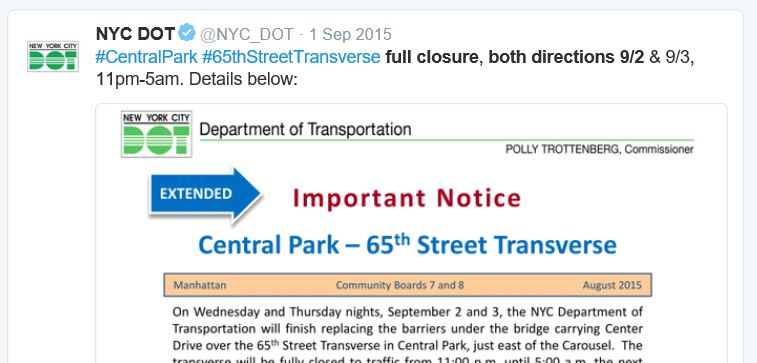 NYC DOT @NYC_DOT · 1 Sep 2015
#CentralPark #65thStreetTransverse full closure, both directions 9/2 & 9/3,
11pm-5am. Details below:
NEW YORK CITY
DOT
NEW YORK CITY
DOT
Department of Transportation
POLLY TROTTENBERG, Commissioner
EXTENDED
Important Notice
Central Park – 65th Street Transverse
Manhattan Community Boards 7 and 8 August 2015
On Wednesday and Thursday nights, September 2 and 3, the NYC Department of
Transportation will finish replacing the barriers under the bridge carrying Center
Drive over the 65th Street Transverse in Central Park, just east of the Carousel. The
transverse will be fully closed to traffic from 11:00 p.m. until 5:00 a.m. the next